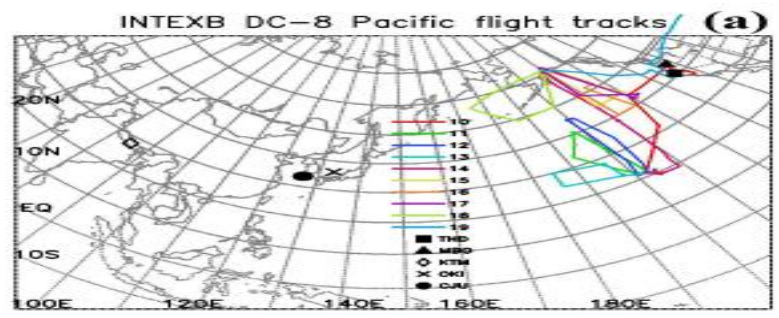 INTEXB DC-8 Pacific flight tracks (a)
20N
10N
EQ
10S
10
11
12
13
14
15
16
17
18
19
THD
MBO
KTM
OKI
CJU
100E 120E 140E 160E 180E